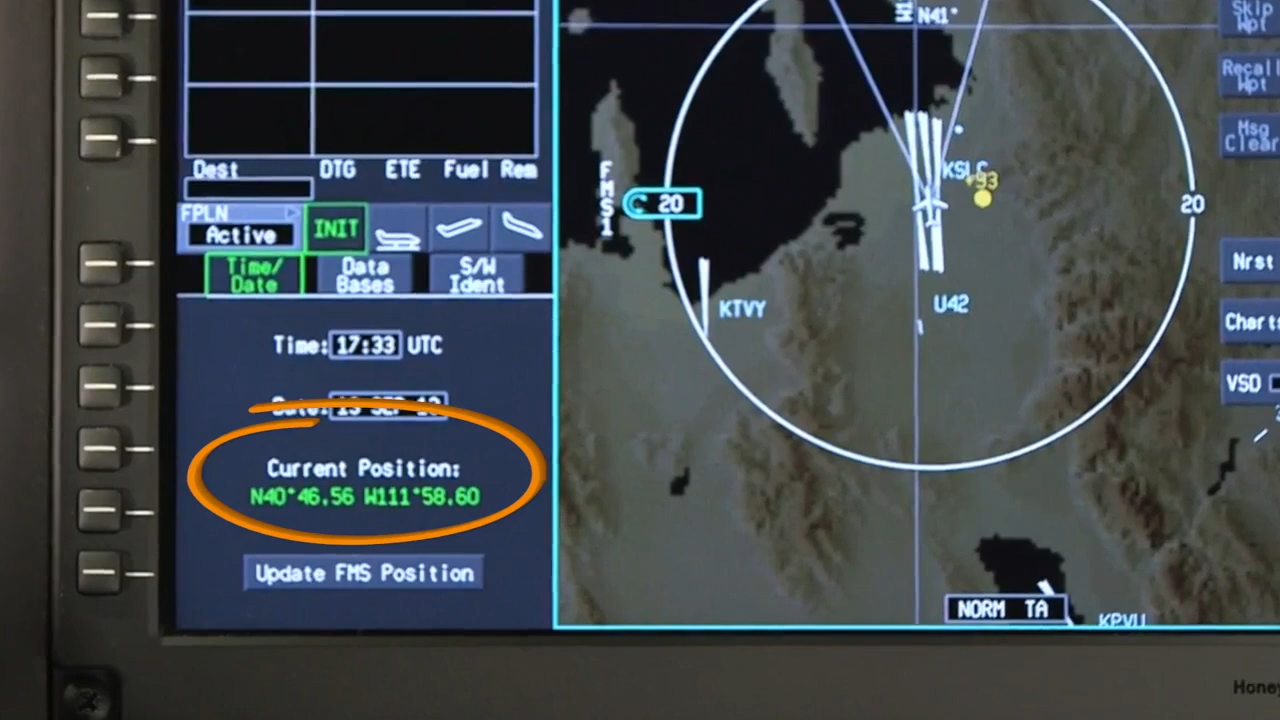 Dest DTG ETE Fuel Rem
FPLN
Active
INIT
Time/
Date
Data
Bases
S/W
Ident
Time: 17:33 UTC
Date:
Current Position:
N40°46.56 W111°58.60
Update FMS Position
N41°
KSLC
+93
FMS1
20
20
KTVY
U42
NORM TA
KPVU
Skip
Wpt
Recall
Wpt
Msg
Clear
Nrst
VSD